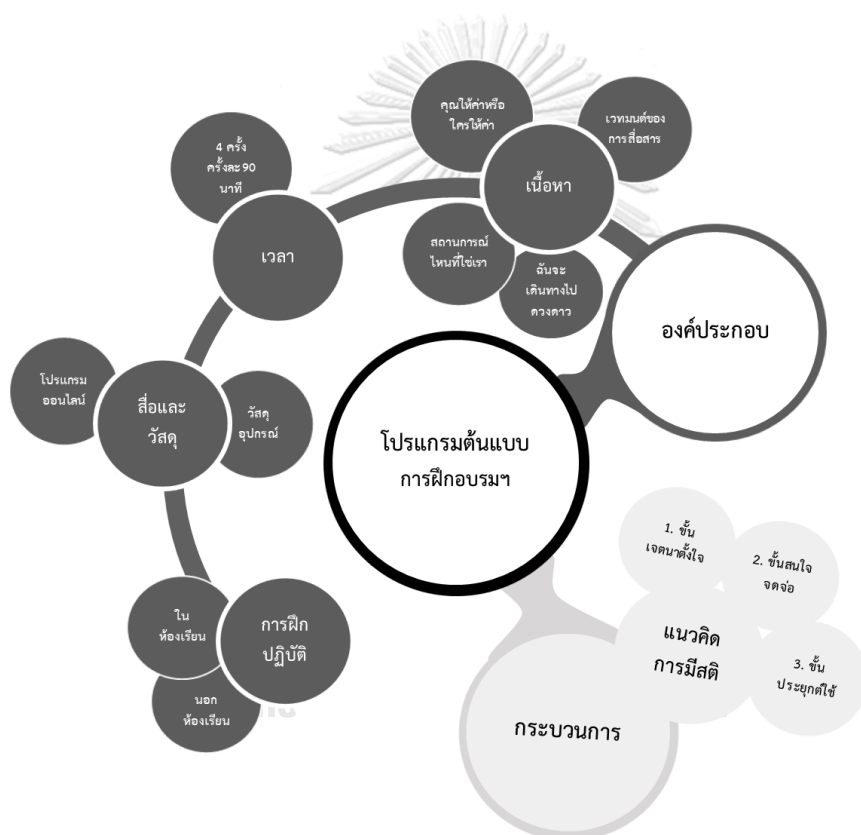 คุณให้ค่าหรือ
ใครให้ค่า
เวทมนต์ของ
การสื่อสาร
4 ครั้ง
ครั้งละ 90
นาที
เนื้อหา
เวลา
สถานการณ์
ไหนที่ใช่เรา
ฉันจะ
เดินทางไป
ดวงดาว
องค์ประกอบ
โปรแกรม
ออนไลน์
สื่อและ
วัสดุ
วัสดุ
อุปกรณ์
โปรแกรมต้นแบบ
การฝึกอบรมฯ
1. ขั้น
เจตนาตั้งใจ
2. ขั้นสนใจ
จดจ่อ
แนวคิด
การมีสติ
3. ขั้น
ประยุกต์ใช้
ใน
ห้องเรียน
การฝึก
ปฏิบัติ
นอก
ห้องเรียน
กระบวนการ